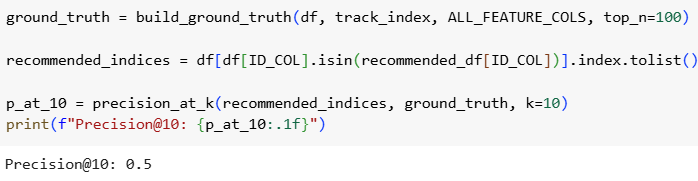 ground_truth = build_ground_truth(df, track_index, ALL_FEATURE_COLS, top_n=100)
recommended_indices = df[df[ID_COL].isin(recommended_df[ID_COL])].index.tolist()
p_at_10 = precision_at_k(recommended_indices, ground_truth, k=10)
print(f"Precision@10: {p_at_10:.1f}")
Precision@10: 0.5